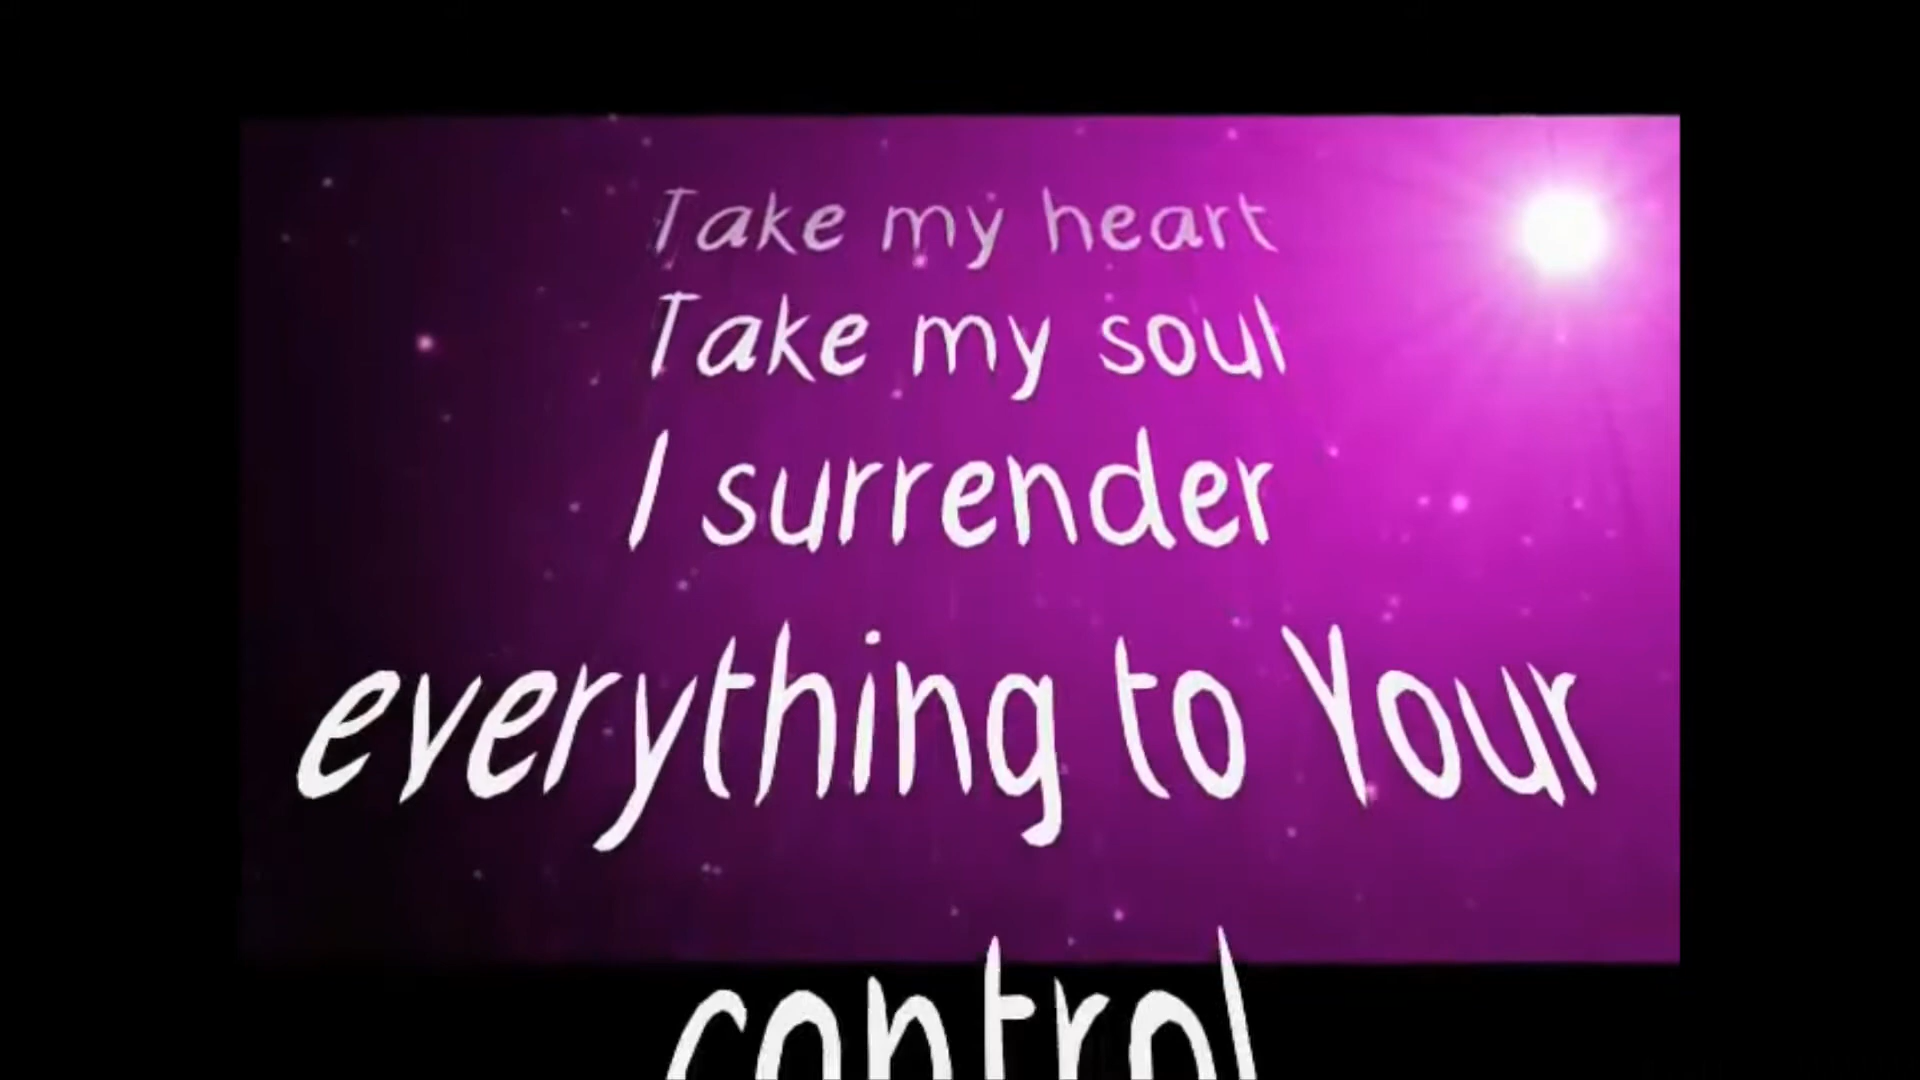 Take my heart
Take my soul
I surrender
everything to Your
control